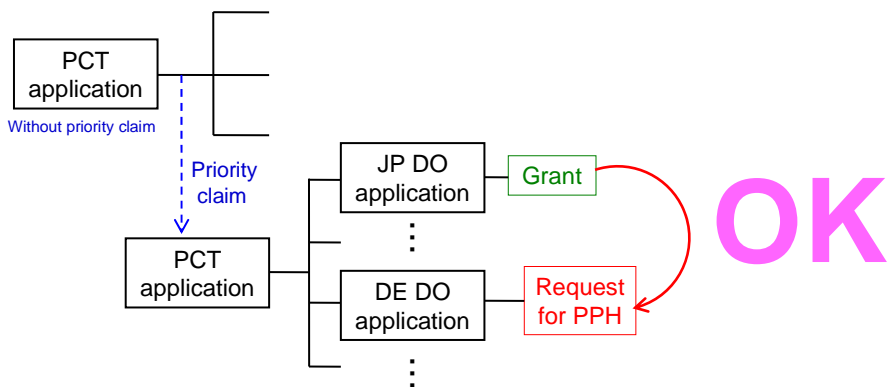 PCT
application
Without priority claim
Priority
claim
JP DO
application
Grant
OK
PCT
application
DE DO
application
Request
for PPH